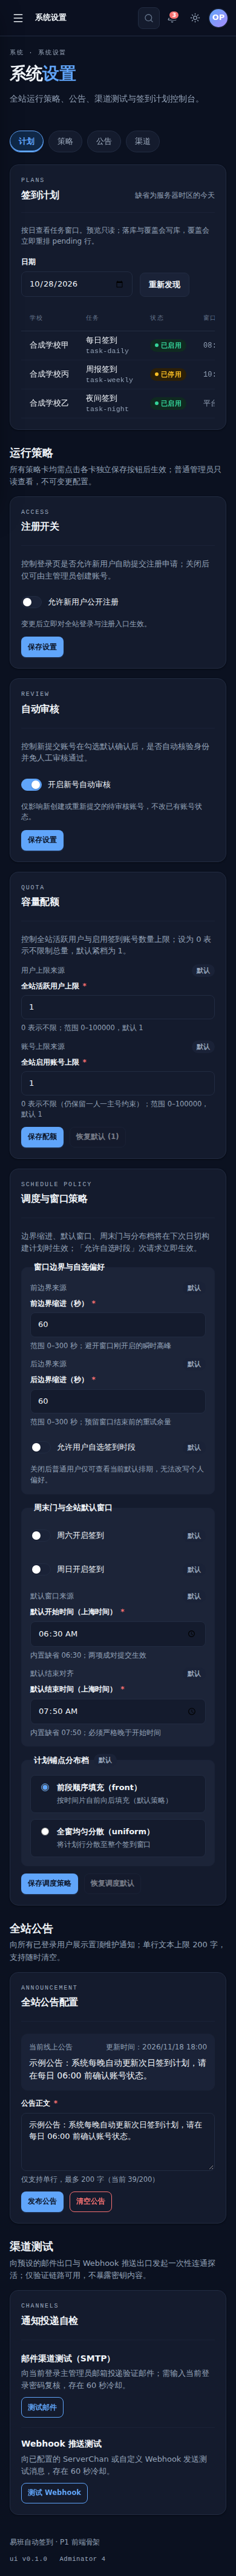 系统设置
3
OP
系统 · 系统设置
系统设置
全站运行策略、公告、渠道测试与签到计划控制台。
计划
策略
公告
渠道
PLANS
签到计划
缺省为服务器时区的今天
按日查看任务窗口。预览只读；落库与覆盖会写库，覆盖会
立即重排 pending 行。
日期
10/28/2026
重新发现
学校 任务 状态 窗口
合成学校甲 每日签到 已启用 08:
task-daily
合成学校丙 周报签到 已停用 10:
task-weekly
合成学校乙 夜间签到 已启用 平台
task-night
运行策略
所有策略卡均需点击各卡独立保存按钮后生效；普通管理员只
读查看，不可变更配置。
ACCESS
注册开关
控制登录页是否允许新用户自助提交注册申请；关闭后
仅可由主管理员创建账号。
允许新用户公开注册
变更后立即对全站登录与注册入口生效。
保存设置
REVIEW
自动审核
控制新提交账号在勾选默认确认后，是否自动核验身份
并免人工审核通过。
开启新号自动审核
仅影响新创建或重新提交的待审核账号，不改已有账号状
态。
保存设置
QUOTA
容量配额
控制全站活跃用户与启用签到账号数量上限；设为 0 表
示不限制总量，默认紧档为 1。
用户上限来源 默认
全站活跃用户上限 *
1
0 表示不限；范围 0–100000，默认 1
账号上限来源 默认
全站启用账号上限 *
1
0 表示不限（仍保留一人一主号约束）；范围 0–100000，
默认 1
保存配额
恢复默认 (1)
SCHEDULE POLICY
调度与窗口策略
边界缩进、默认窗口、周末门与分布档将在下次日切构
建计划时生效；「允许自选时段」次请求立即生效。
窗口边界与自选偏好
前边界来源 默认
前边界缩进（秒） *
60
范围 0–300 秒；避开窗口刚开启的瞬时高峰
后边界来源 默认
后边界缩进（秒） *
60
范围 0–300 秒；预留窗口结束前的重试余量
允许用户自选签到时段 默认
关闭后普通用户仅可查看当前默认排期，无法改写个人
偏好。
周末门与全站默认窗口
周六开启签到 默认
周日开启签到 默认
默认窗口来源 默认
默认开始时间（上海时间） *
06:30 AM
内置缺省 06:30；两项成对提交生效
默认结束对齐 默认
默认结束时间（上海时间） *
07:50 AM
内置缺省 07:50；必须严格晚于开始时间
计划铺点分布档 默认
前段顺序填充（front）
按时间片自前向后填充（默认策略）
全窗均匀分散（uniform）
将计划行分散至整个签到窗口
保存调度策略
恢复调度默认
全站公告
向所有已登录用户展示置顶维护通知；单行文本上限 200 字，
支持随时清空。
ANNOUNCEMENT
全站公告配置
当前线上公告 更新时间：2026/11/18 18:00
示例公告：系统每晚自动更新次日签到计划，请
在每日 06:00 前确认账号状态。
公告正文 *
示例公告：系统每晚自动更新次日签到计划，请在
每日 06:00 前确认账号状态。
仅支持单行，最多 200 字（当前 39/200）
发布公告
清空公告
渠道测试
向预设的邮件出口与 Webhook 推送出口发起一次性连通探
活；仅验证链路可用，不暴露密钥内容。
CHANNELS
通知投递自检
邮件渠道测试（SMTP）
向当前登录主管理员邮箱投递验证邮件；需输入当前登
录密码复核，存在 60 秒冷却。
测试邮件
Webhook 推送测试
向已配置的 ServerChan 或自定义 Webhook 发送测
试消息，存在 60 秒冷却。
测试 Webhook
易班自动签到 · P1 前端骨架
ui v0.1.0 Adminator 4